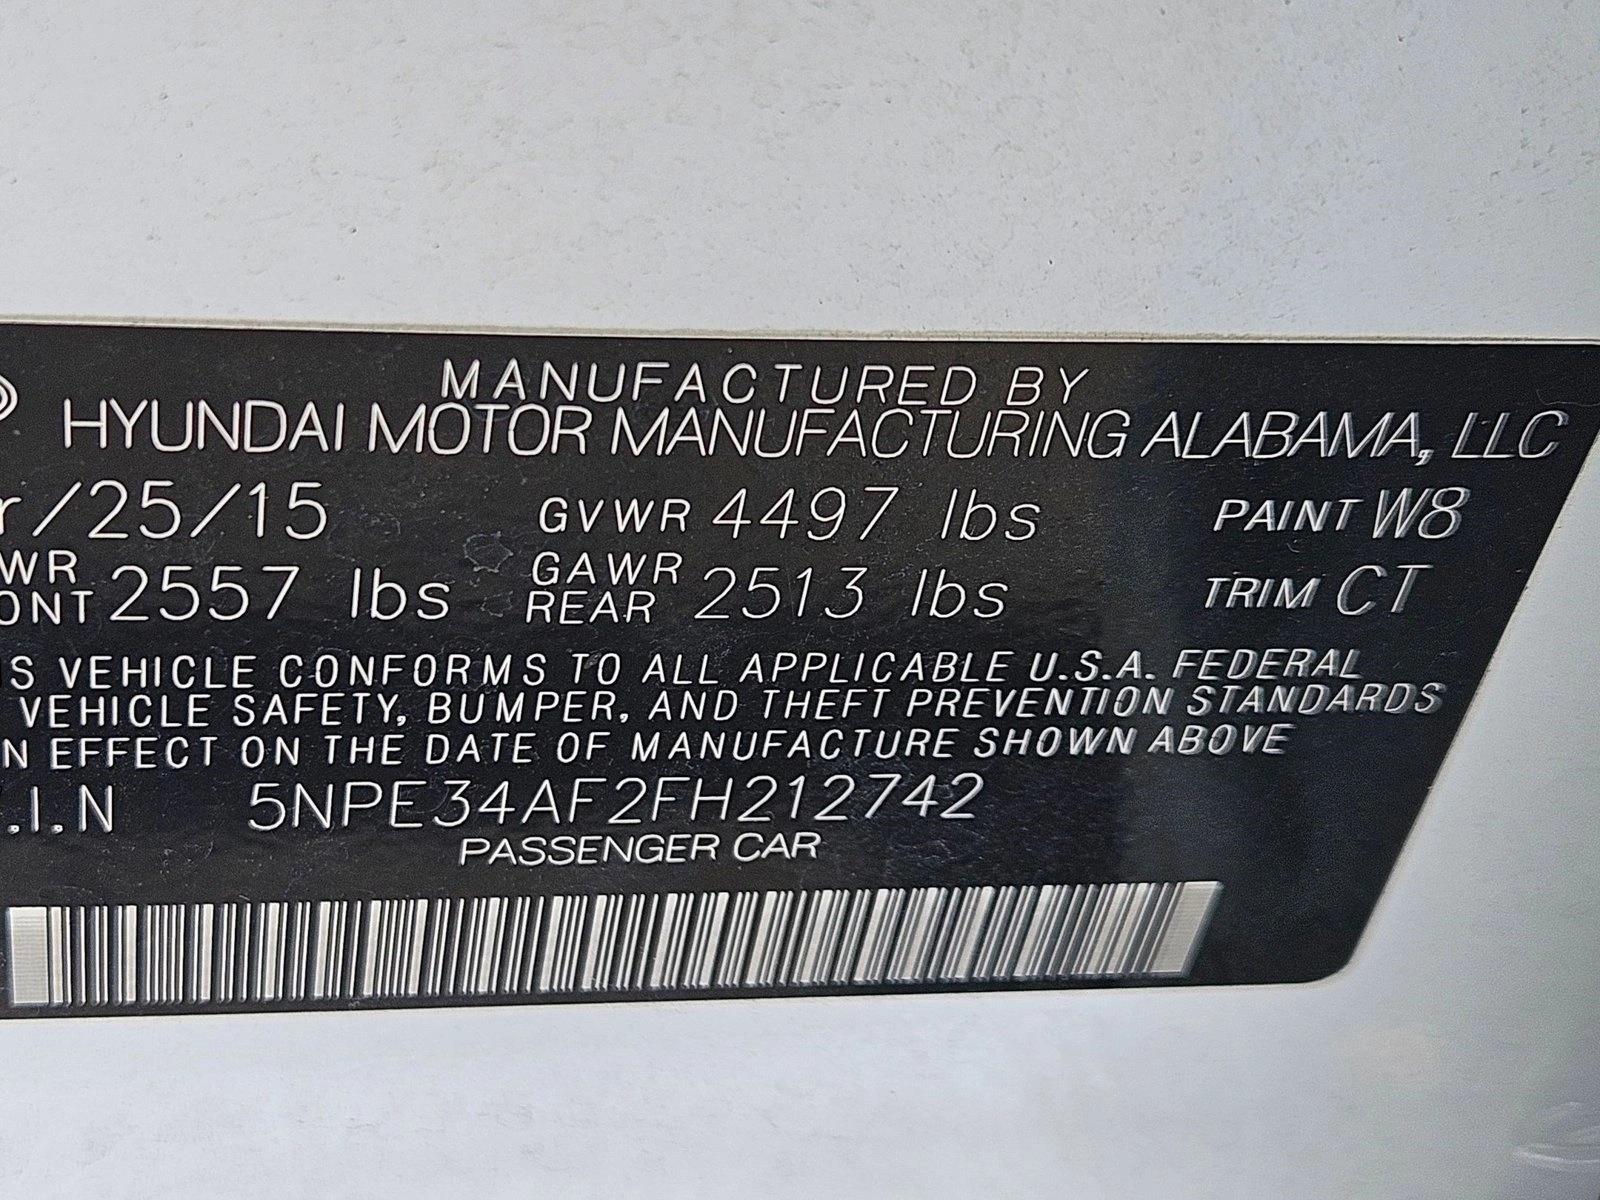 MANUFACTURED BY
HYUNDAI MOTOR MANUFACTURING ALABAMA, LLC
r/25/15 GVWR 4497 lbs PAINT W8
WR ONT 2557 lbs GAWR REAR 2513 lbs TRIM CT
IS VEHICLE CONFORMS TO ALL APPLICABLE U.S.A. FEDERAL
VEHICLE SAFETY, BUMPER, AND THEFT PREVENTION STANDARDS
N EFFECT ON THE DATE OF MANUFACTURE SHOWN ABOVE
.I.N 5NPE34AF2FH212742
PASSENGER CAR